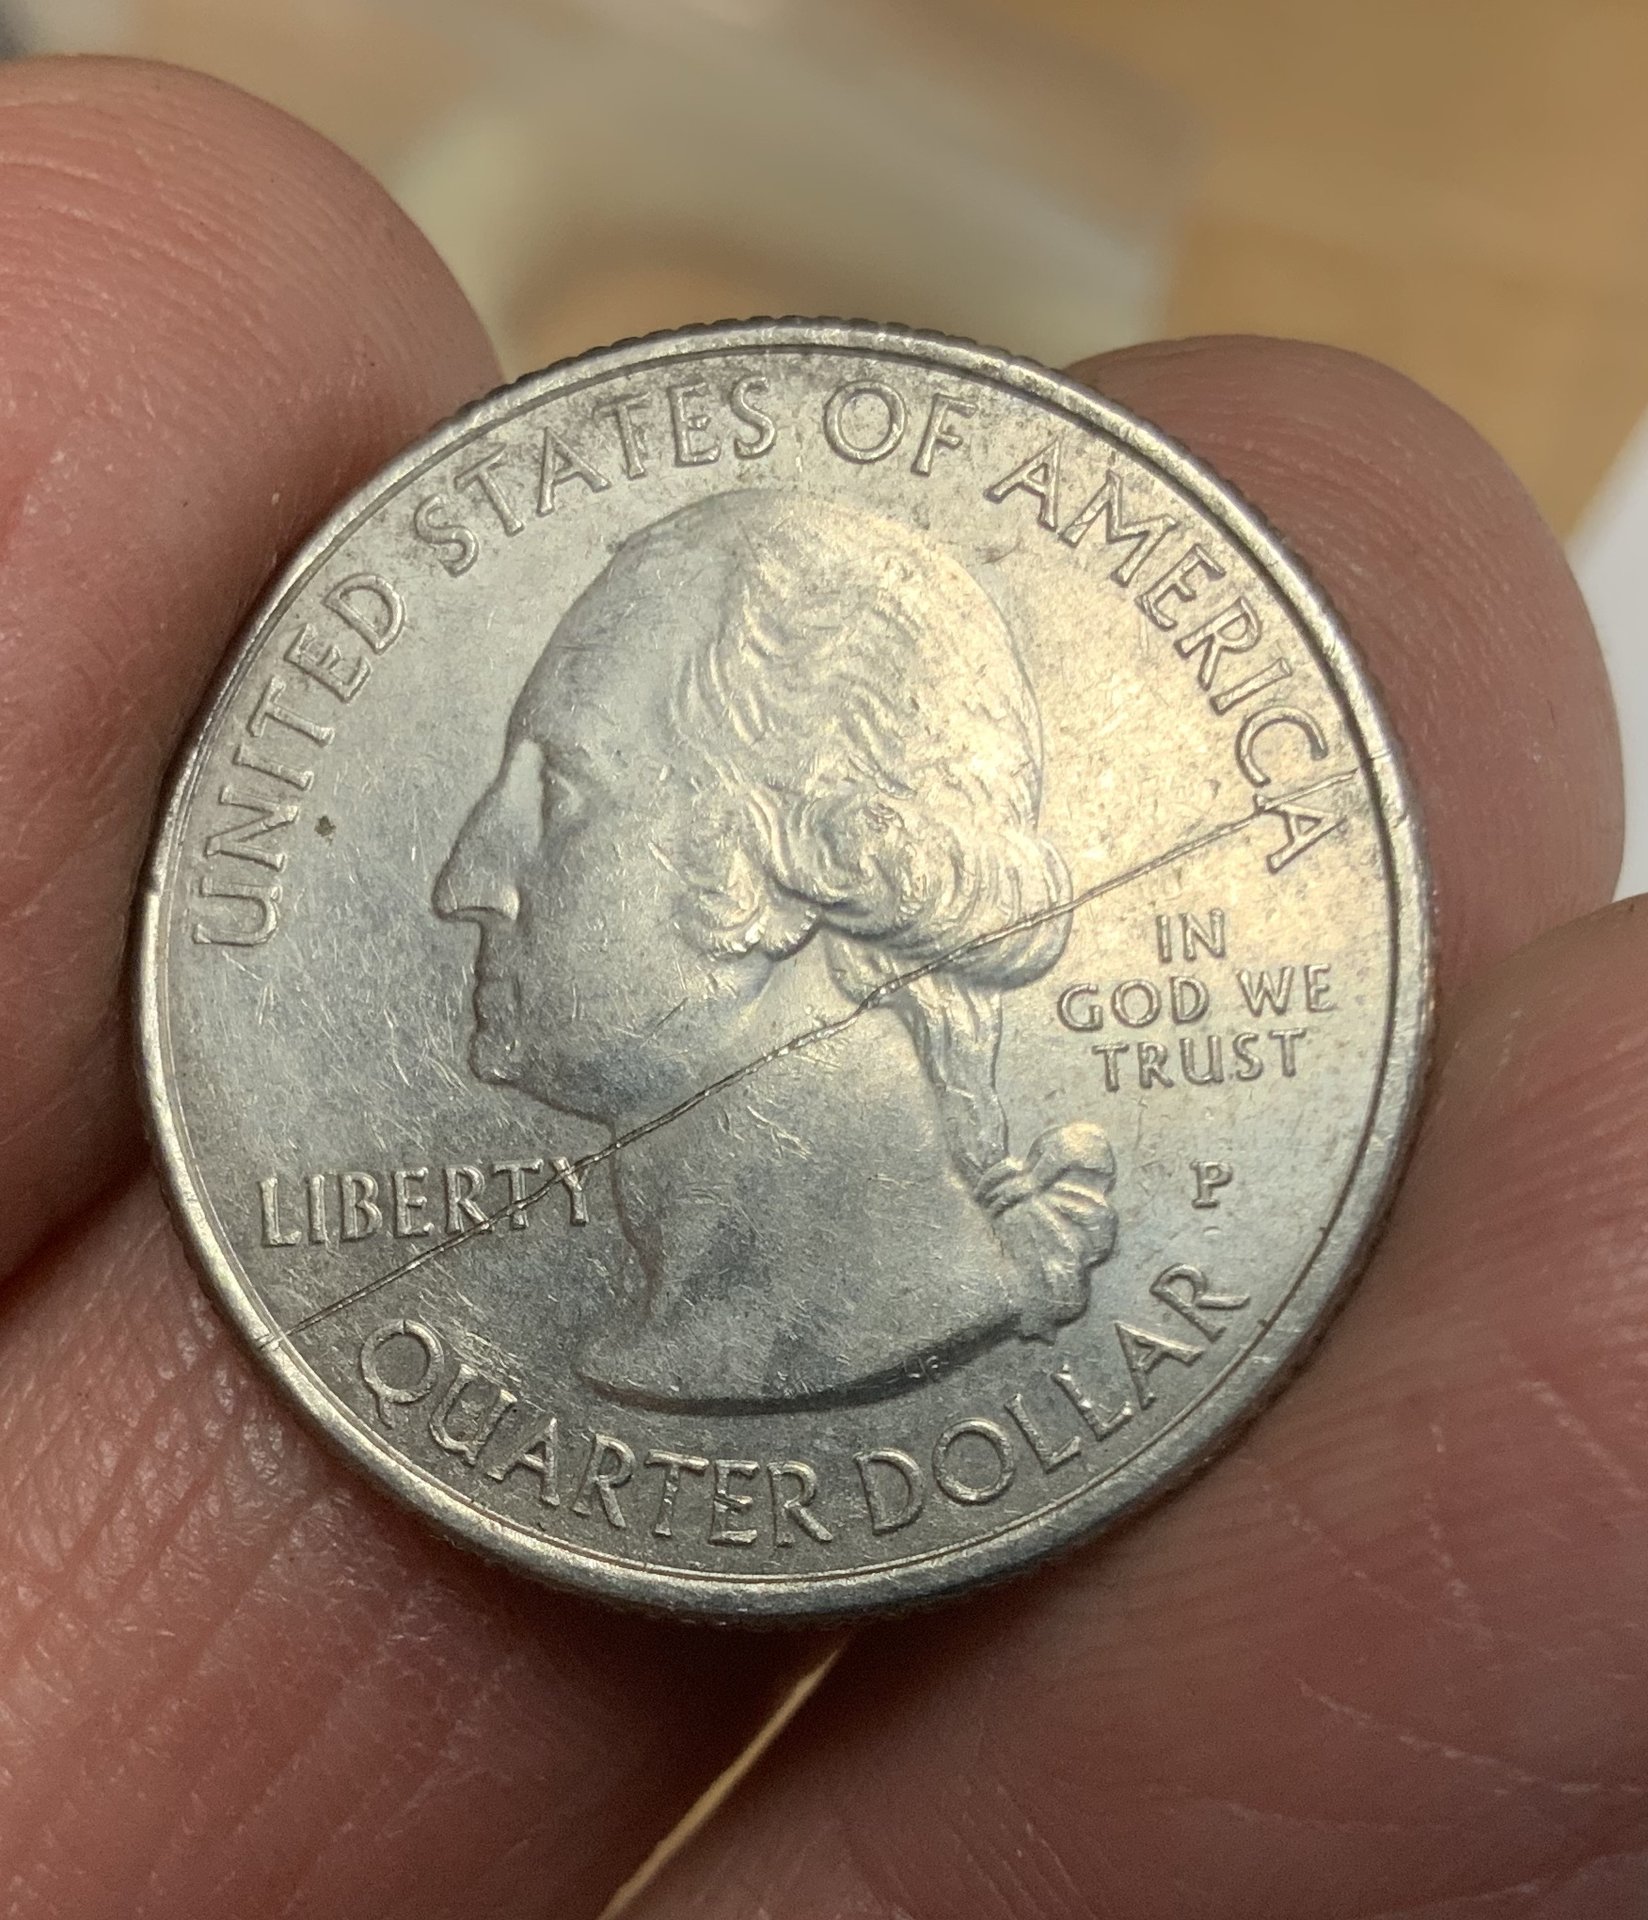 UNITED STATES OF AMERICA
IN
GOD WE
TRUST
LIBERTY
P
QUARTER DOLLAR